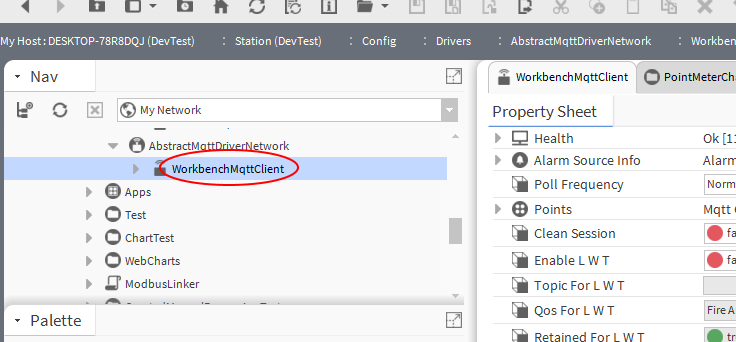 My Host : DESKTOP-78R8DQJ (DevTest) : Station (DevTest) : Config : Drivers : AbstractMqttDriverNetwork : Workben
Nav
My Network
AbstractMqttDriverNetwork
WorkbenchMqttClient
Apps
Test
ChartTest
WebCharts
ModbusLinker
Palette
WorkbenchMqttClient
PointMeterCha
Property Sheet
Health Ok [11
Alarm Source Info Alarm
Poll Frequency Norm
Points Mqtt C
Clean Session fa
Enable L W T fa
Topic For L W T
Qos For L W T Fire A
Retained For L W T tr